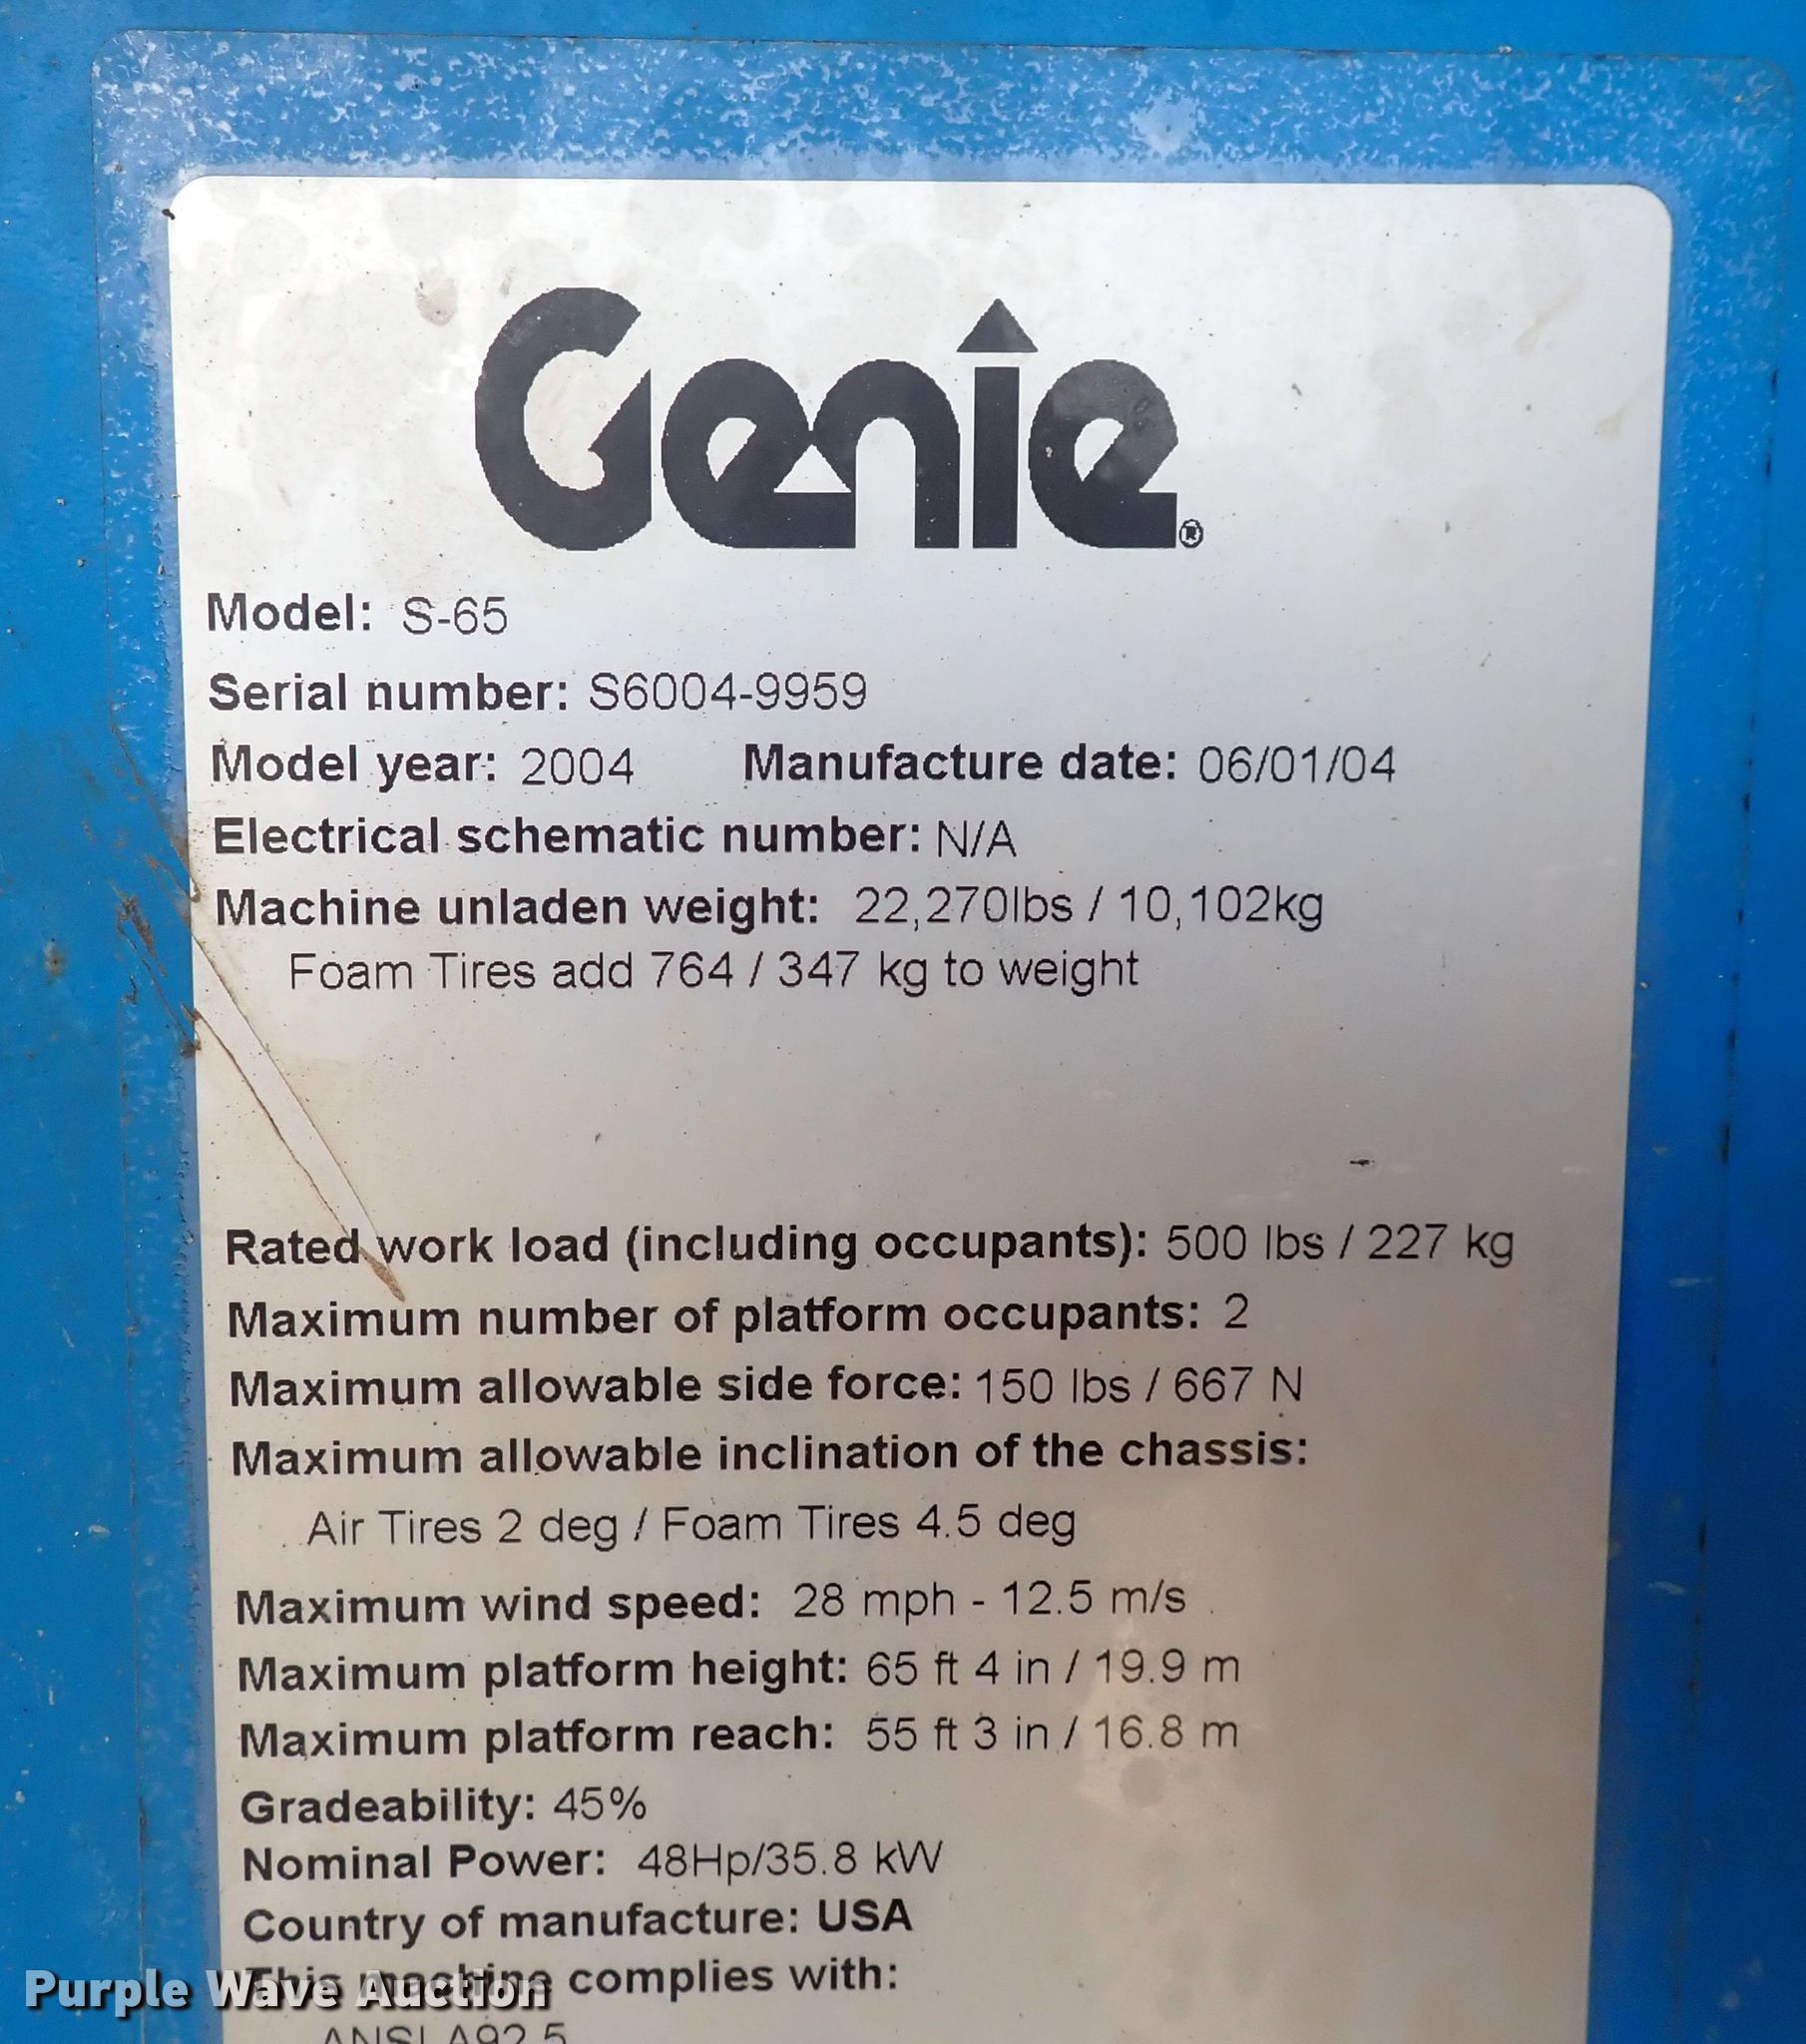 Genie®
Model: S-65
Serial number: S6004-9959
Model year: 2004 Manufacture date: 06/01/04
Electrical schematic number: N/A
Machine unladen weight: 22,270lbs / 10,102kg
Foam Tires add 764 / 347 kg to weight
Rated work load (including occupants): 500 lbs / 227 kg
Maximum number of platform occupants: 2
Maximum allowable side force: 150 lbs / 667 N
Maximum allowable inclination of the chassis:
Air Tires 2 deg / Foam Tires 4.5 deg
Maximum wind speed: 28 mph - 12.5 m/s
Maximum platform height: 65 ft 4 in / 19.9 m
Maximum platform reach: 55 ft 3 in / 16.8 m
Gradeability: 45%
Nominal Power: 48Hp/35.8 kW
Country of manufacture: USA
This machine complies with:
Purple Wave Auction
ANSI A92.5